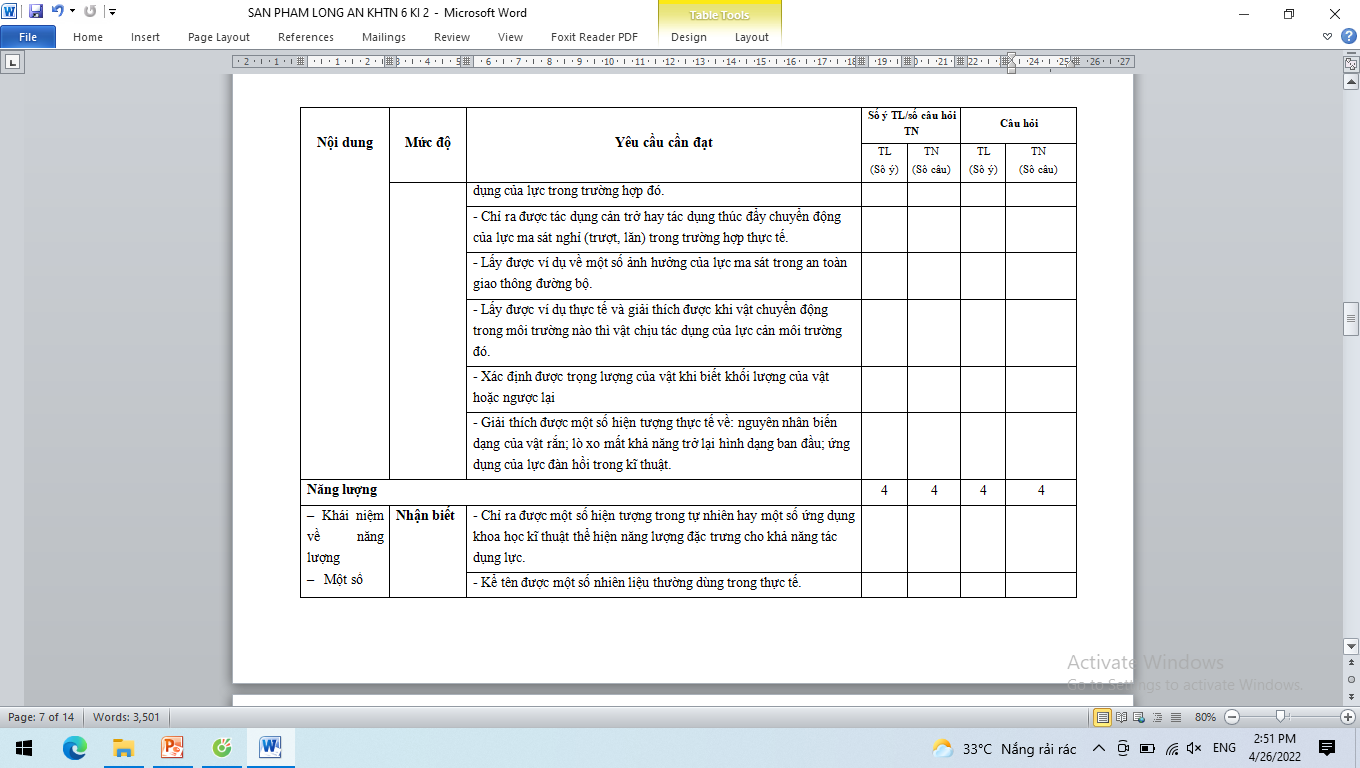 SAN PHAM LONG AN KHTN 6 KI 2 - Microsoft Word
Table Tools
File Home Insert Page Layout References Mailings Review View Foxit Reader PDF Design Layout
Nội dung
Mức độ
Yêu cầu cần đạt
Số ý TL/số câu hỏi
TN
Câu hỏi
TL
(Số ý)
TN
(Số câu)
TL
(Số ý)
TN
(Số câu)
dụng của lực trong trường hợp đó.
- Chỉ ra được tác dụng cản trở hay tác dụng thúc đẩy chuyển động
của lực ma sát nghỉ (trượt, lăn) trong trường hợp thực tế.
- Lấy được ví dụ về một số ảnh hưởng của lực ma sát trong an toàn
giao thông đường bộ.
- Lấy được ví dụ thực tế và giải thích được khi vật chuyển động
trong môi trường nào thì vật chịu tác dụng của lực cản môi trường
đó.
- Xác định được trọng lượng của vật khi biết khối lượng của vật
hoặc ngược lại
- Giải thích được một số hiện tượng thực tế về: nguyên nhân biến
dạng của vật rắn; lò xo mất khả năng trở lại hình dạng ban đầu; ứng
dụng của lực đàn hồi trong kĩ thuật.
Năng lượng 4 4 4 4
– Khái niệm
về năng
lượng
– Một số
Nhận biết
- Chỉ ra được một số hiện tượng trong tự nhiên hay một số ứng dụng
khoa học kĩ thuật thể hiện năng lượng đặc trưng cho khả năng tác
dụng lực.
- Kể tên được một số nhiên liệu thường dùng trong thực tế.
Activate Windows
Go to Settings to activate Windows.
Page: 7 of 14 Words: 3,501 80%
33°C Nắng rải rác ENG
2:51 PM
4/26/2022